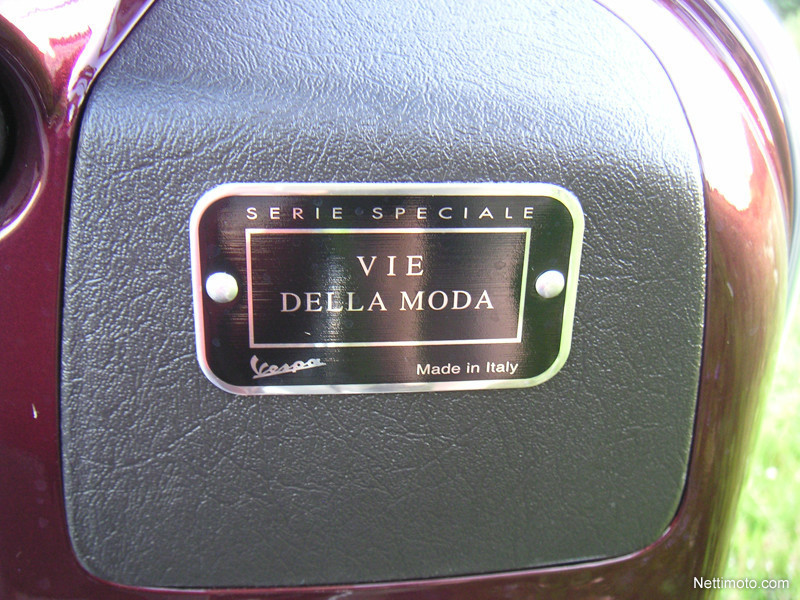 SERIE SPECIALE
VIE
DELLA MODA
Vespa
Made in Italy
Nettimoto.com